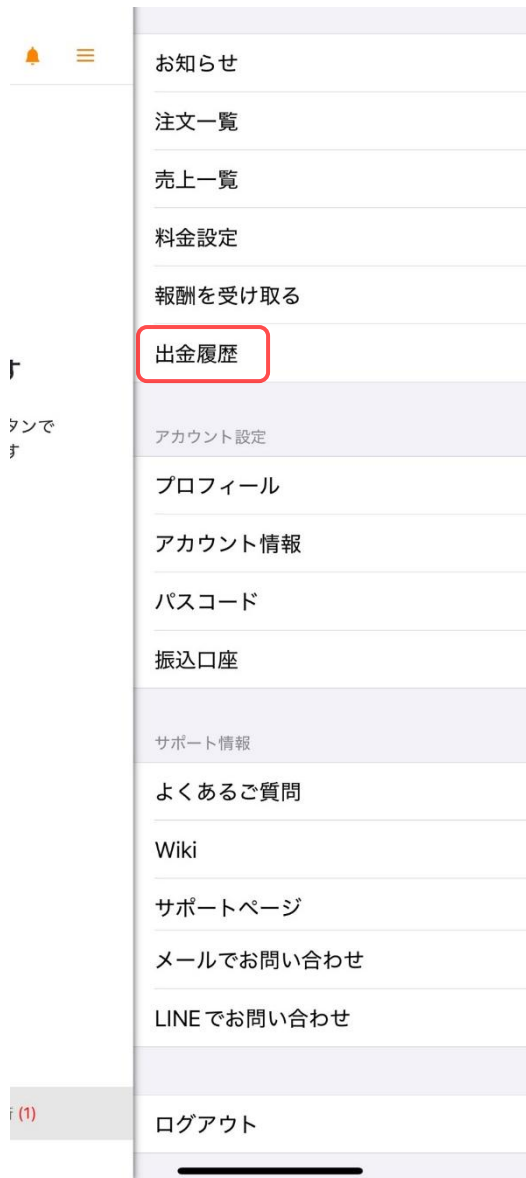 お知らせ
注文一覧
売上一覧
料金設定
報酬を受け取る
出金履歴
す
タンで
す
アカウント設定
プロフィール
アカウント情報
パスコード
振込口座
サポート情報
よくあるご質問
Wiki
サポートページ
メールでお問い合わせ
LINEでお問い合わせ
(1)
ログアウト